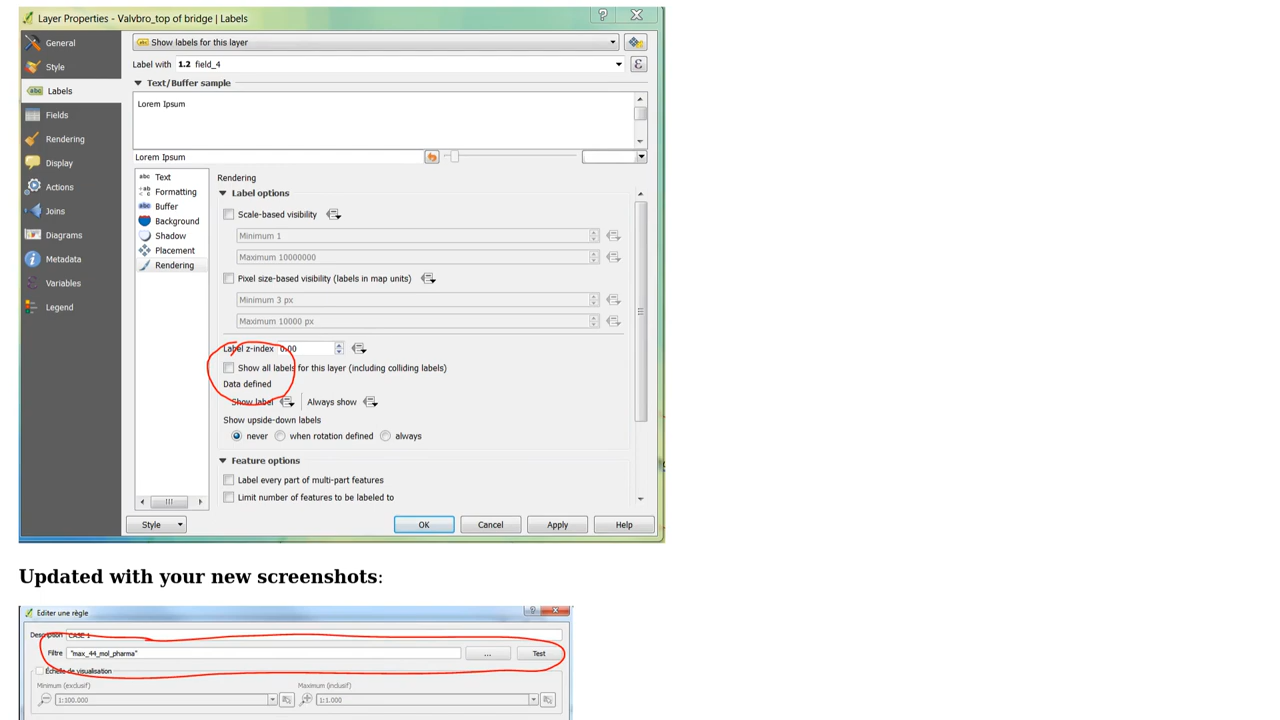 Layer Properties - Valvbro_top of bridge | Labels
General
Style
Labels
Fields
Rendering
Display
Actions
Joins
Diagrams
Metadata
Variables
Legend
Show labels for this layer
Label with 1.2 field_4
Text/Buffer sample
Lorem Ipsum
Lorem Ipsum
Text
Formatting
Buffer
Background
Shadow
Placement
Rendering
Rendering
Label options
Scale-based visibility
Minimum 1
Maximum 10000000
Pixel size-based visibility (labels in map units)
Minimum 3 px
Maximum 10000 px
Label z-index 0.00
Show all labels for this layer (including colliding labels)
Data defined
Show label Always show
Show upside-down labels
never when rotation defined always
Feature options
Label every part of multi-part features
Limit number of features to be labeled to
Style OK Cancel Apply Help
Updated with your new screenshots:
Editer une règle
Description CASE 1
Filtre "max_44_mol_pharma" ... Test
Echelle de visualisation
Minimum (exclusif) Maximum (inclusif)
1:100.000 1:1.000